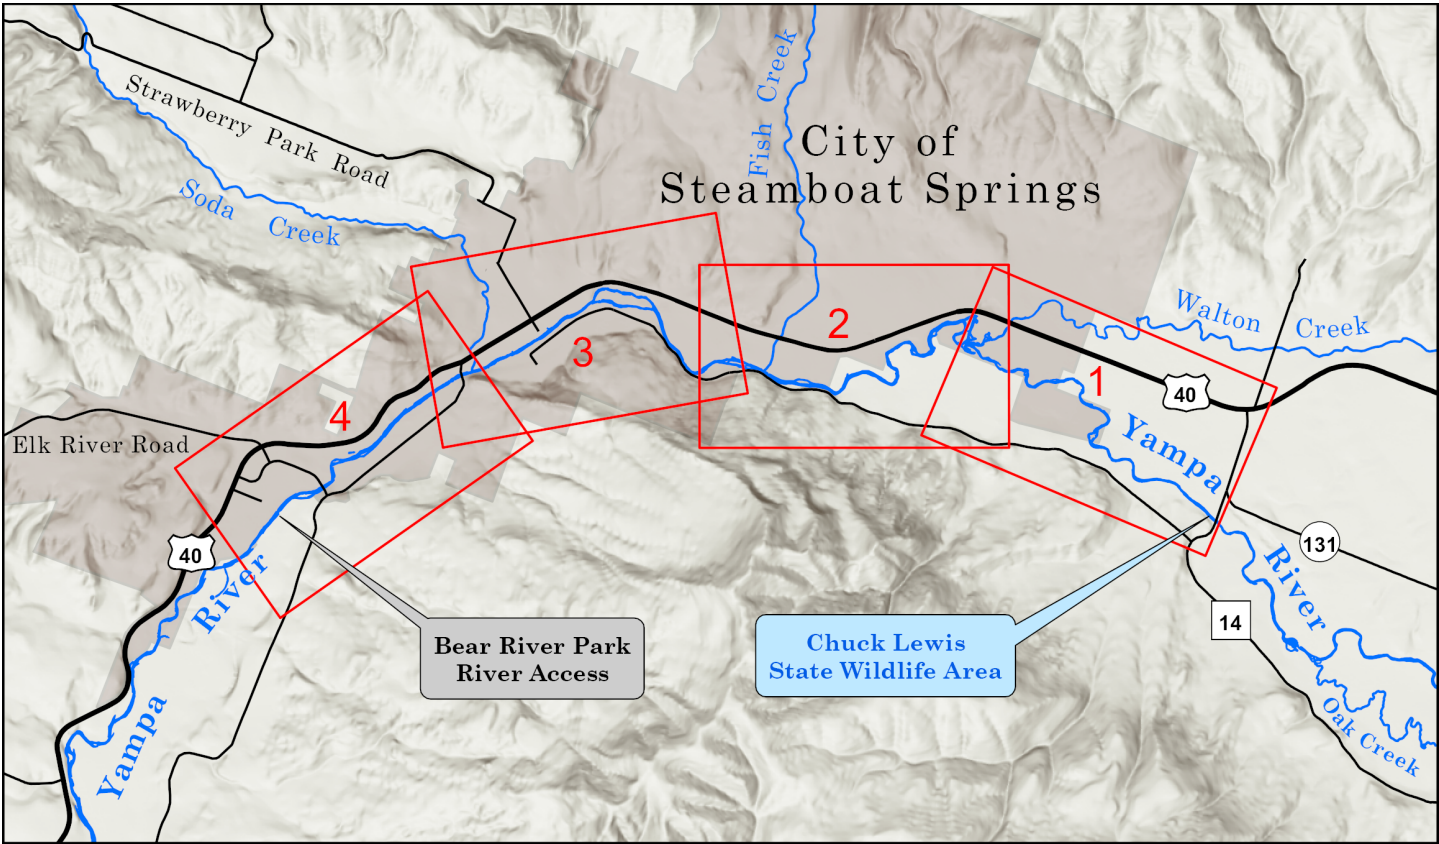 Strawberry Park Road
Soda Creek
Fish Creek
City of
Steamboat Springs
Walton Creek
1
2
3
4
40
Yampa
River
131
14
Oak Creek
Elk River Road
40
River
Yampa
Bear River Park
River Access
Chuck Lewis
State Wildlife Area